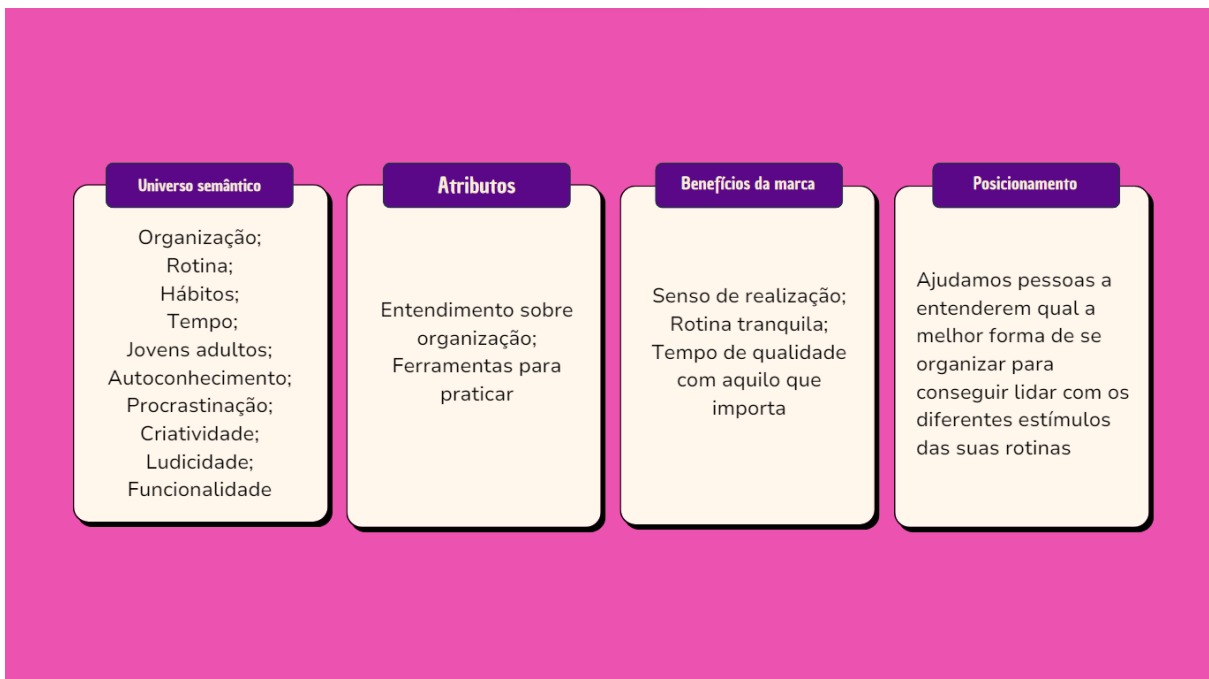 Universo semântico
Organização;
Rotina;
Hábitos;
Tempo;
Jovens adultos;
Autoconhecimento;
Procrastinação;
Criatividade;
Ludicidade;
Funcionalidade
Atributos
Entendimento sobre
organização;
Ferramentas para
praticar
Benefícios da marca
Senso de realização;
Rotina tranquila;
Tempo de qualidade
com aquilo que
importa
Posicionamento
Ajudamos pessoas a
entenderem qual a
melhor forma de se
organizar para
conseguir lidar com os
diferentes estímulos
das suas rotinas